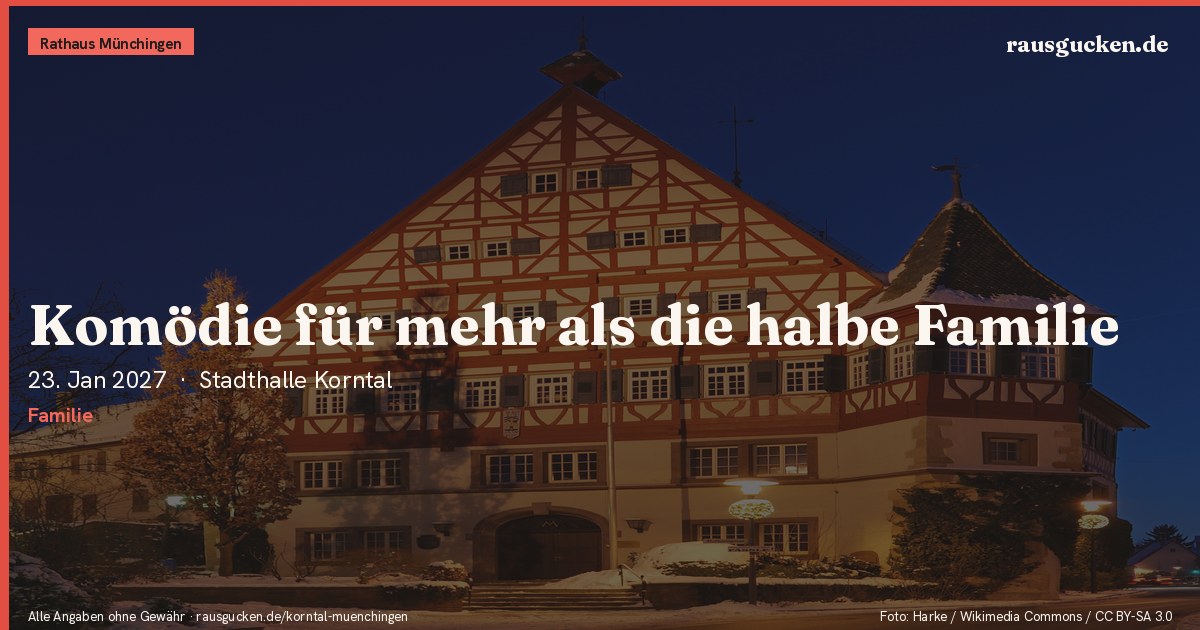 Rathaus Münchingen
rausgucken.de
Komödie für mehr als die halbe Familie
23. Jan 2027 · Stadthalle Korntal
Familie
Alle Angaben ohne Gewähr · rausgucken.de/korntal-muenchingen
Foto: Harke / Wikimedia Commons / CC BY-SA 3.0